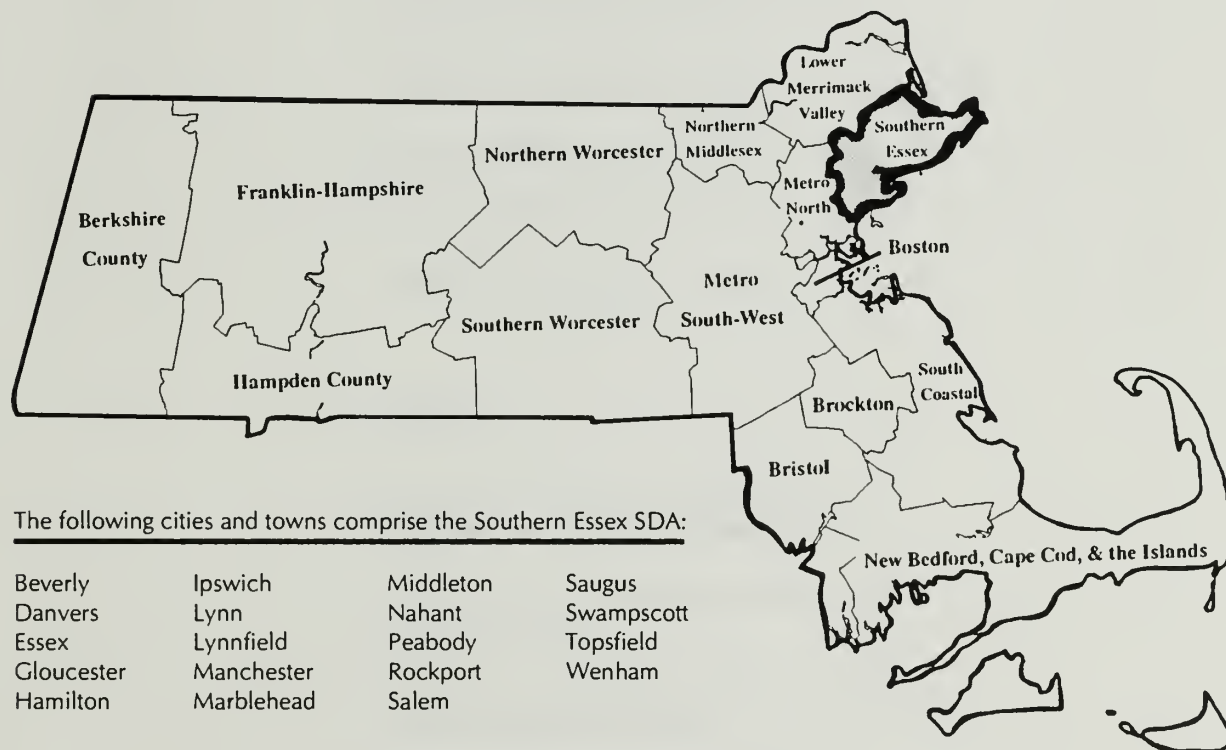 Lower
Merrimack
Valley
Southern
Essex
Northern
Middlesex
Northern Worcester
Franklin-Hampshire
Metro
North
Berkshire
County
Boston
Metro
South-West
Southern Worcester
Hampden County
South
Coastal
Brockton
Bristol
New Bedford, Cape Cod, & the Islands
The following cities and towns comprise the Southern Essex SDA:
Beverly Ipswich Middleton Saugus
Danvers Lynn Nahant Swampscott
Essex Lynnfield Peabody Topsfield
Gloucester Manchester Rockport Wenham
Hamilton Marblehead Salem